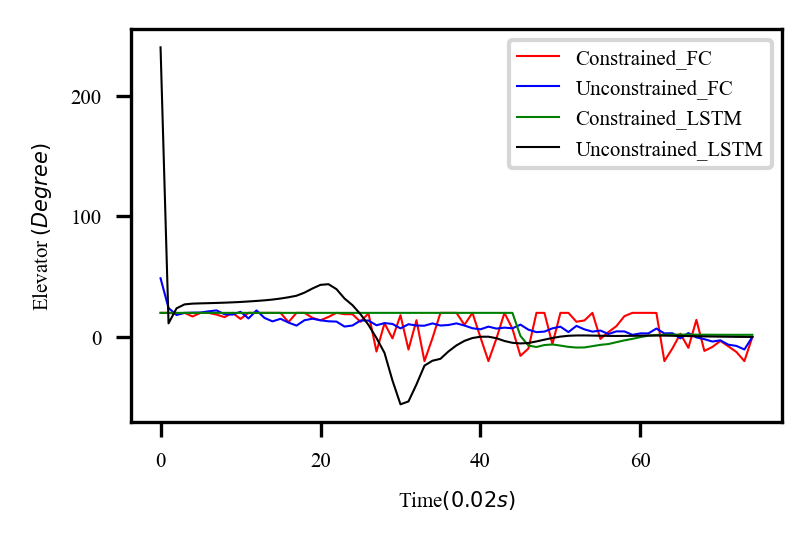 Constrained_FC
Unconstrained_FC
Constrained_LSTM
Unconstrained_LSTM
200
100
0
Elevator (Degree)
0
20
40
60
Time(0.02s)